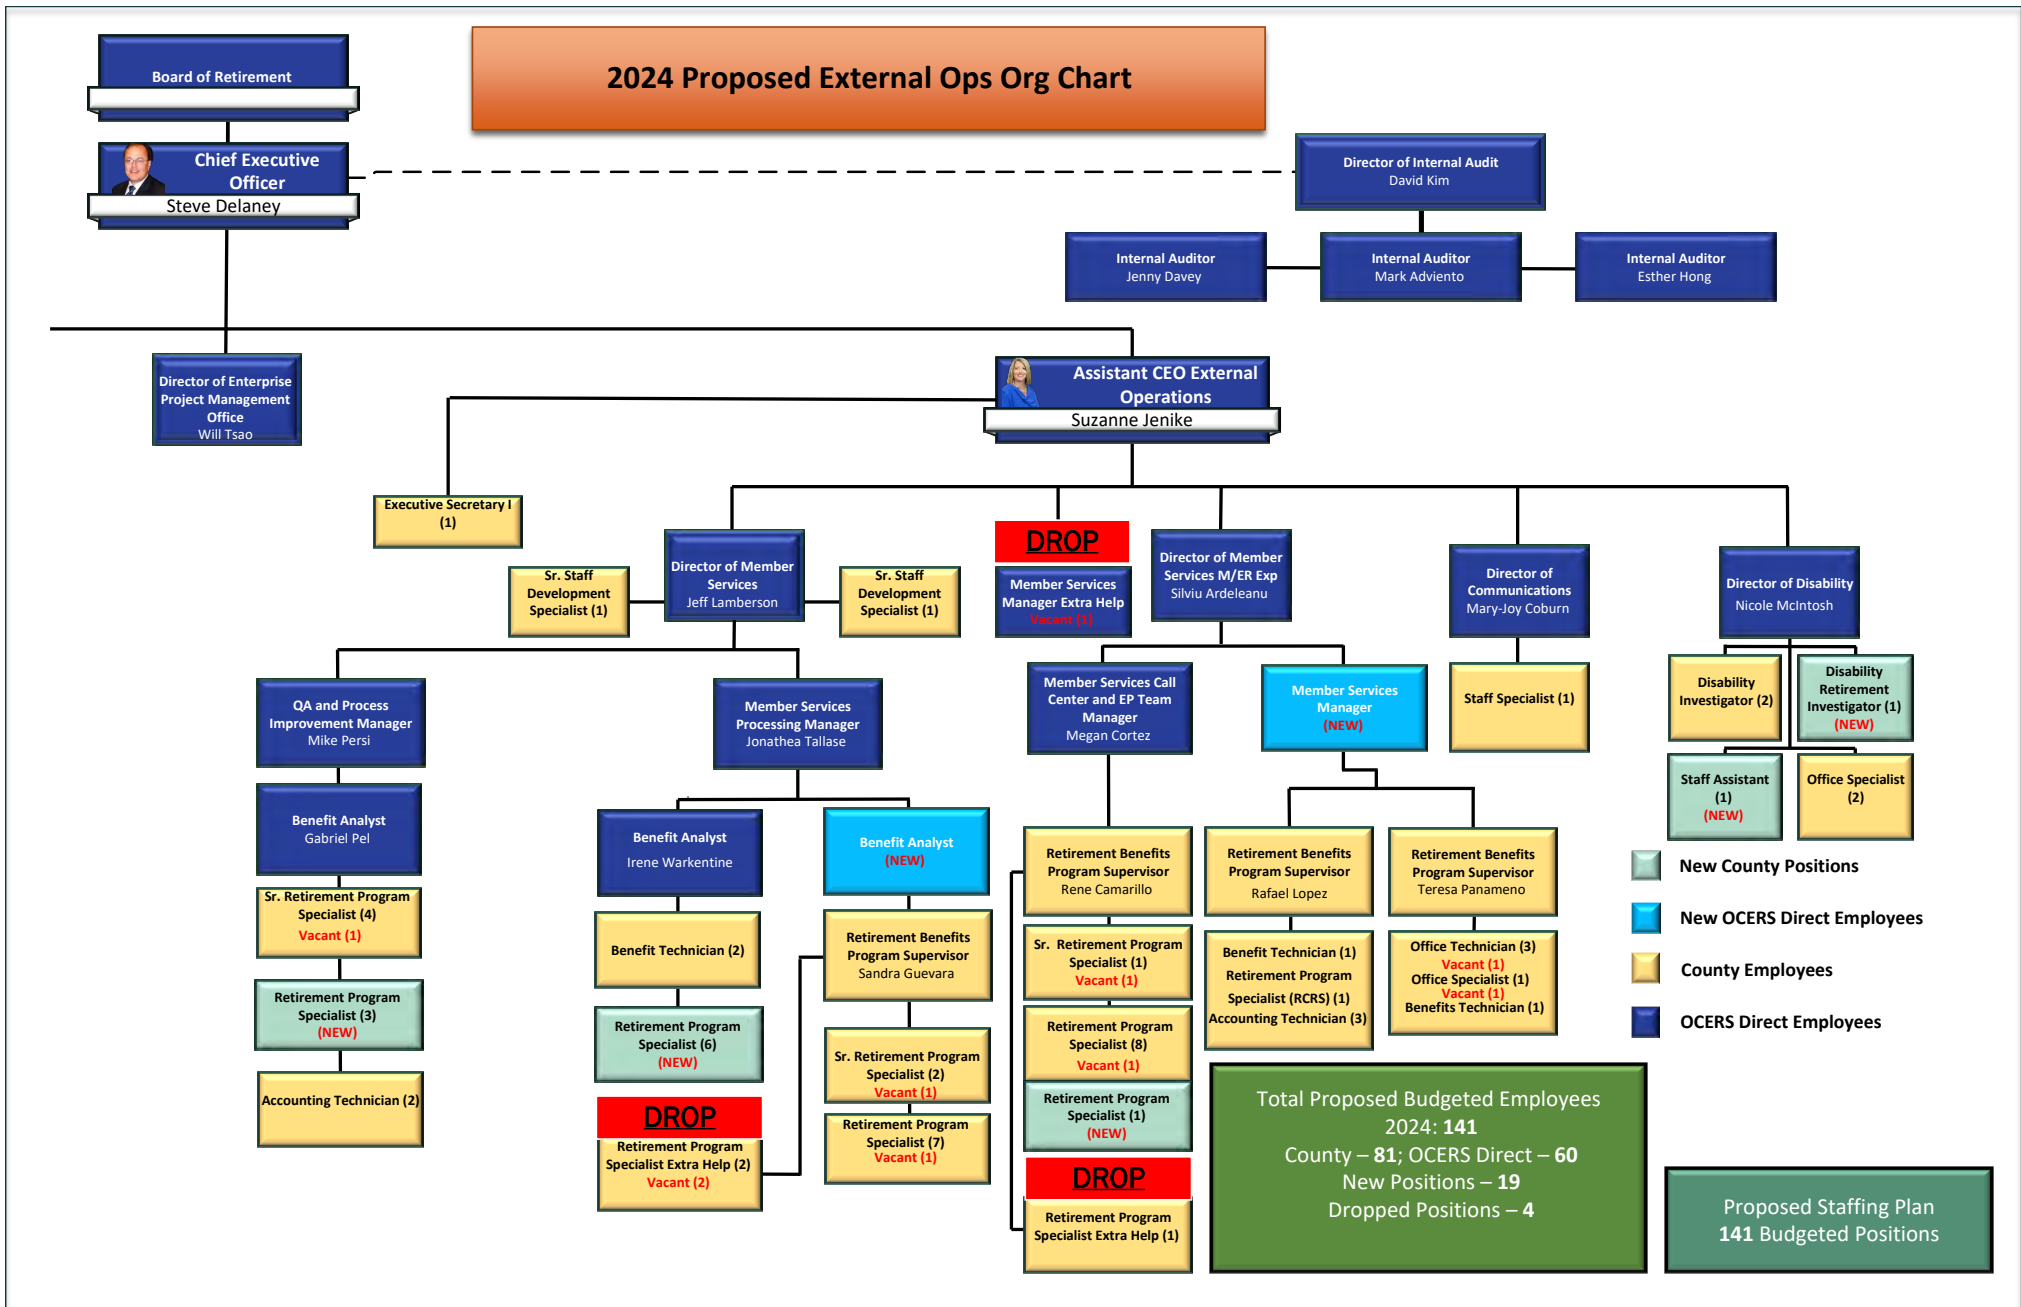 2024 Proposed External Ops Org Chart
Board of Retirement
Chief Executive
Officer
Steve Delaney
Director of Internal Audit
David Kim
Internal Auditor
Jenny Davey
Internal Auditor
Mark Adviento
Internal Auditor
Esther Hong
Director of Enterprise
Project Management
Office
Will Tsao
Assistant CEO External
Operations
Suzanne Jenike
Executive Secretary I
(1)
Sr. Staff
Development
Specialist (1)
Director of Member
Services
Jeff Lamberson
Sr. Staff
Development
Specialist (1)
DROP
Member Services
Manager Extra Help
Vacant (1)
Director of Member
Services M/ER Exp
Silviu Ardeleanu
Director of
Communications
Mary-Joy Coburn
Director of Disability
Nicole McIntosh
QA and Process
Improvement Manager
Mike Persi
Member Services
Processing Manager
Jonathea Tallase
Member Services Call
Center and EP Team
Manager
Megan Cortez
Member Services
Manager
(NEW)
Staff Specialist (1)
Disability
Investigator (2)
Disability
Retirement
Investigator (1)
(NEW)
Staff Assistant
(1)
(NEW)
Office Specialist
(2)
Benefit Analyst
Gabriel Pel
Sr. Retirement Program
Specialist (4)
Vacant (1)
Retirement Program
Specialist (3)
(NEW)
Accounting Technician (2)
Benefit Analyst
Irene Warkentine
Benefit Technician (2)
Retirement Program
Specialist (6)
(NEW)
DROP
Retirement Program
Specialist Extra Help (2)
Vacant (2)
Benefit Analyst
(NEW)
Retirement Benefits
Program Supervisor
Sandra Guevara
Sr. Retirement Program
Specialist (2)
Vacant (1)
Retirement Program
Specialist (7)
Vacant (1)
Retirement Benefits
Program Supervisor
Rene Camarillo
Sr. Retirement Program
Specialist (1)
Vacant (1)
Retirement Program
Specialist (8)
Vacant (1)
Retirement Program
Specialist (1)
(NEW)
DROP
Retirement Program
Specialist Extra Help (1)
Retirement Benefits
Program Supervisor
Rafael Lopez
Benefit Technician (1)
Retirement Program
Specialist (RCRS) (1)
Accounting Technician (3)
Retirement Benefits
Program Supervisor
Teresa Panameno
Office Technician (3)
Vacant (1)
Office Specialist (1)
Vacant (1)
Benefits Technician (1)
New County Positions
New OCERS Direct Employees
County Employees
OCERS Direct Employees
Total Proposed Budgeted Employees
2024: 141
County – 81; OCERS Direct – 60
New Positions – 19
Dropped Positions – 4
Proposed Staffing Plan
141 Budgeted Positions